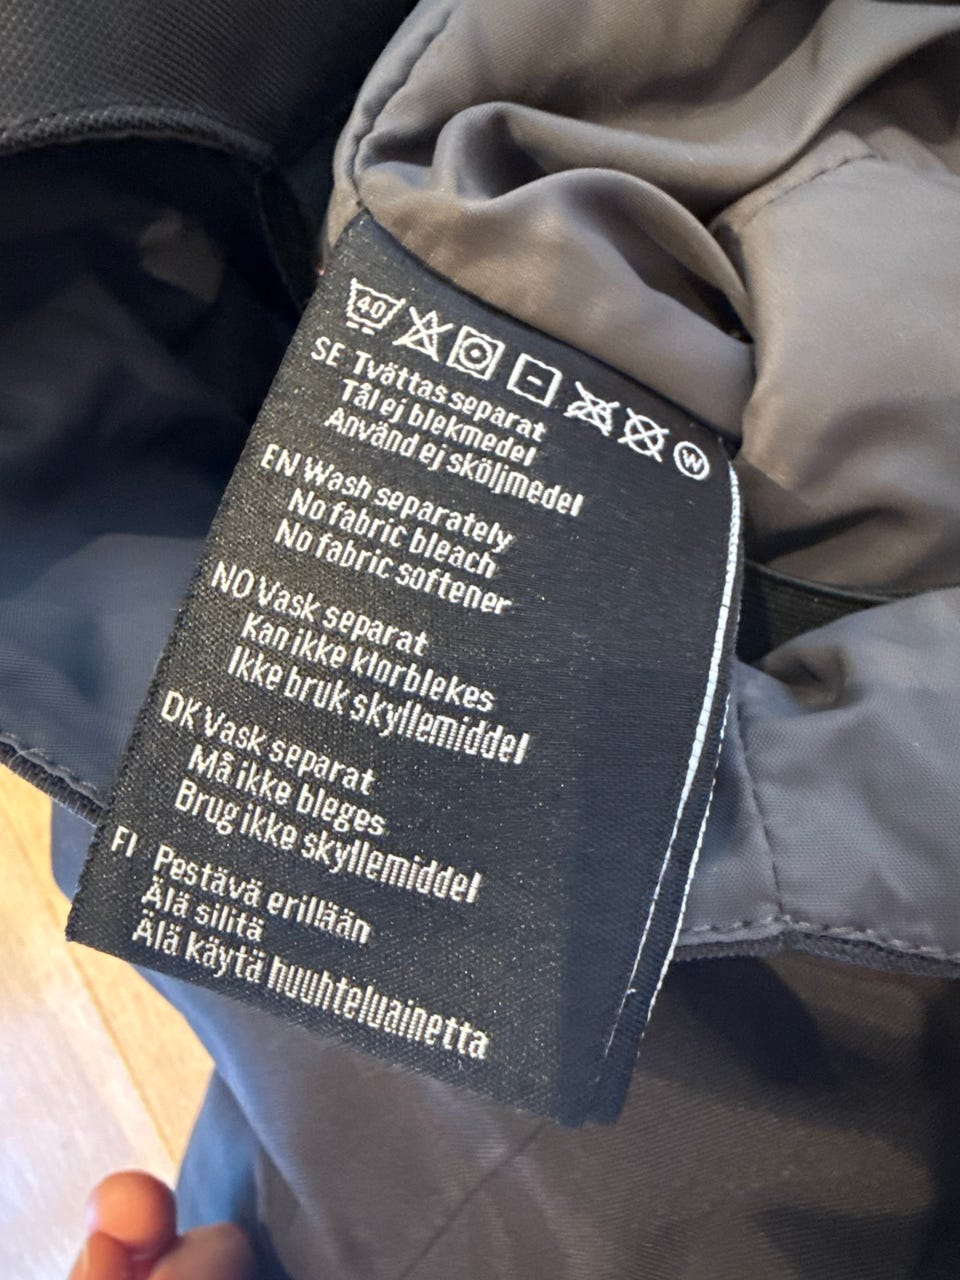 40
W
SE Tvättas separat
Tål ej blekmedel
Använd ej sköljmedel
EN Wash separately
No fabric bleach
No fabric softener
NO Vask separat
Kan ikke klorblekes
Ikke bruk skyllemiddel
DK Vask separat
Må ikke bleges
Brug ikke skyllemiddel
FI Pestävä erillään
Älä silitä
Älä käytä huuhteluainetta